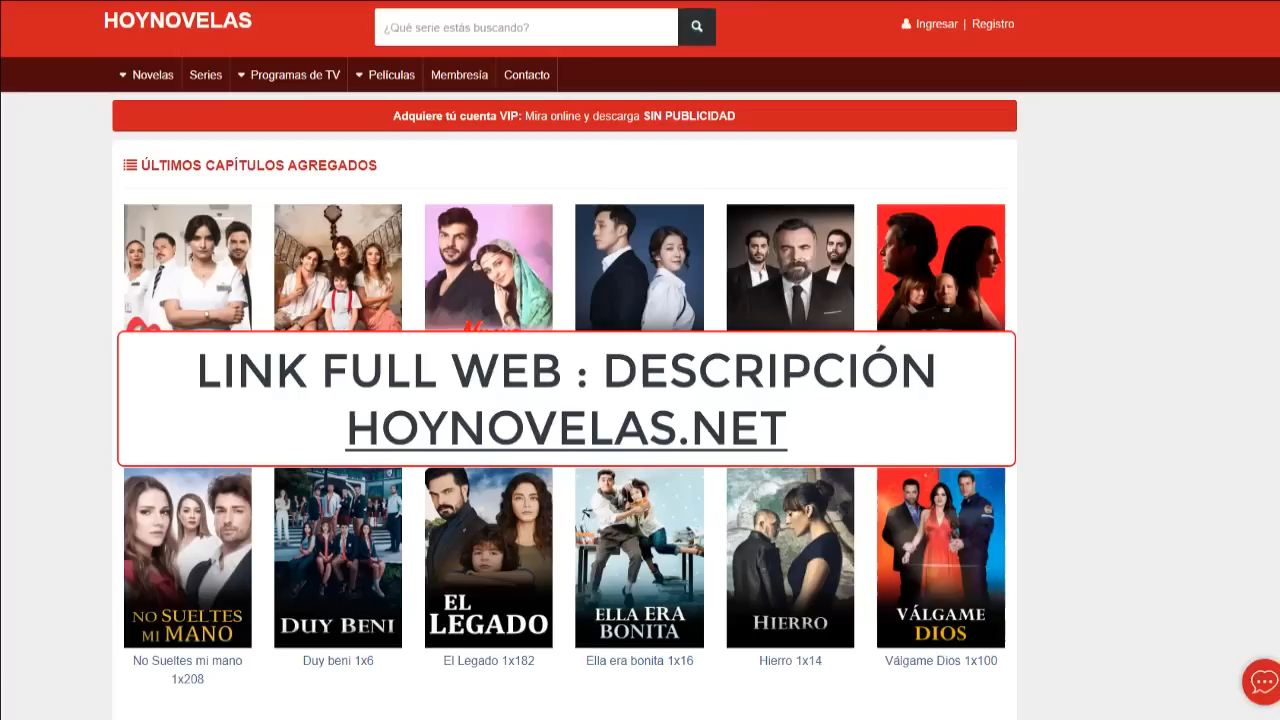 HOYNOVELAS
¿Qué serie estás buscando?
Ingresar | Registro
Novelas
Series
Programas de TV
Películas
Membresía
Contacto
Adquiere tú cuenta VIP: Mira online y descarga SIN PUBLICIDAD
ÚLTIMOS CAPÍTULOS AGREGADOS
LINK FULL WEB : DESCRIPCIÓN
HOYNOVELAS.NET
NO SUELTES
MI MANO
DUY BENI
EL
LEGADO
ELLA ERA
BONITA
HIERRO
VÁLGAME
DIOS
No Sueltes mi mano
1x208
Duy beni 1x6
El Legado 1x182
Ella era bonita 1x16
Hierro 1x14
Válgame Dios 1x100